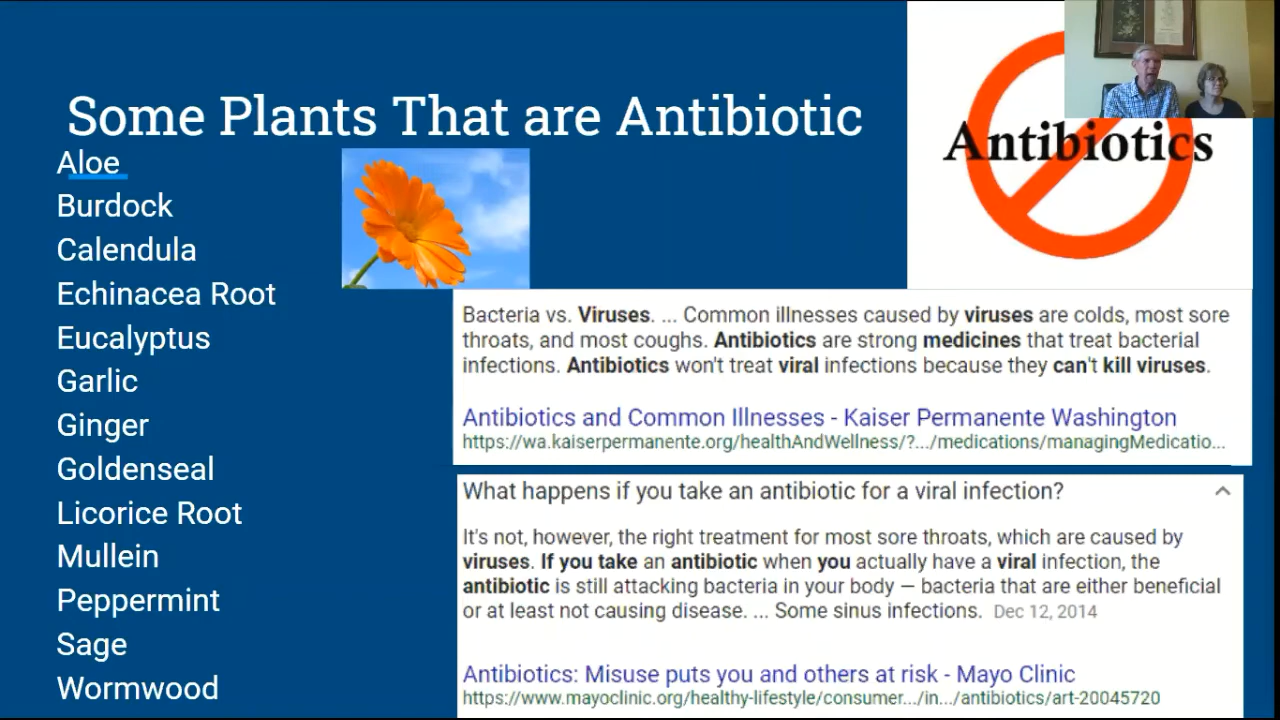 Some Plants That are Antibiotic
Aloe
Burdock
Calendula
Echinacea Root
Eucalyptus
Garlic
Ginger
Goldenseal
Licorice Root
Mullein
Peppermint
Sage
Wormwood
Antibiotics
Bacteria vs. Viruses. ... Common illnesses caused by viruses are colds, most sore
throats, and most coughs. Antibiotics are strong medicines that treat bacterial
infections. Antibiotics won't treat viral infections because they can't kill viruses.
Antibiotics and Common Illnesses - Kaiser Permanente Washington
https://wa.kaiserpermanente.org/healthAndWellness/?.../medications/managingMedicatio...
What happens if you take an antibiotic for a viral infection?
It's not, however, the right treatment for most sore throats, which are caused by
viruses. If you take an antibiotic when you actually have a viral infection, the
antibiotic is still attacking bacteria in your body — bacteria that are either beneficial
or at least not causing disease. ... Some sinus infections. Dec 12, 2014
Antibiotics: Misuse puts you and others at risk - Mayo Clinic
https://www.mayoclinic.org/healthy-lifestyle/consumer.../in.../antibiotics/art-20045720